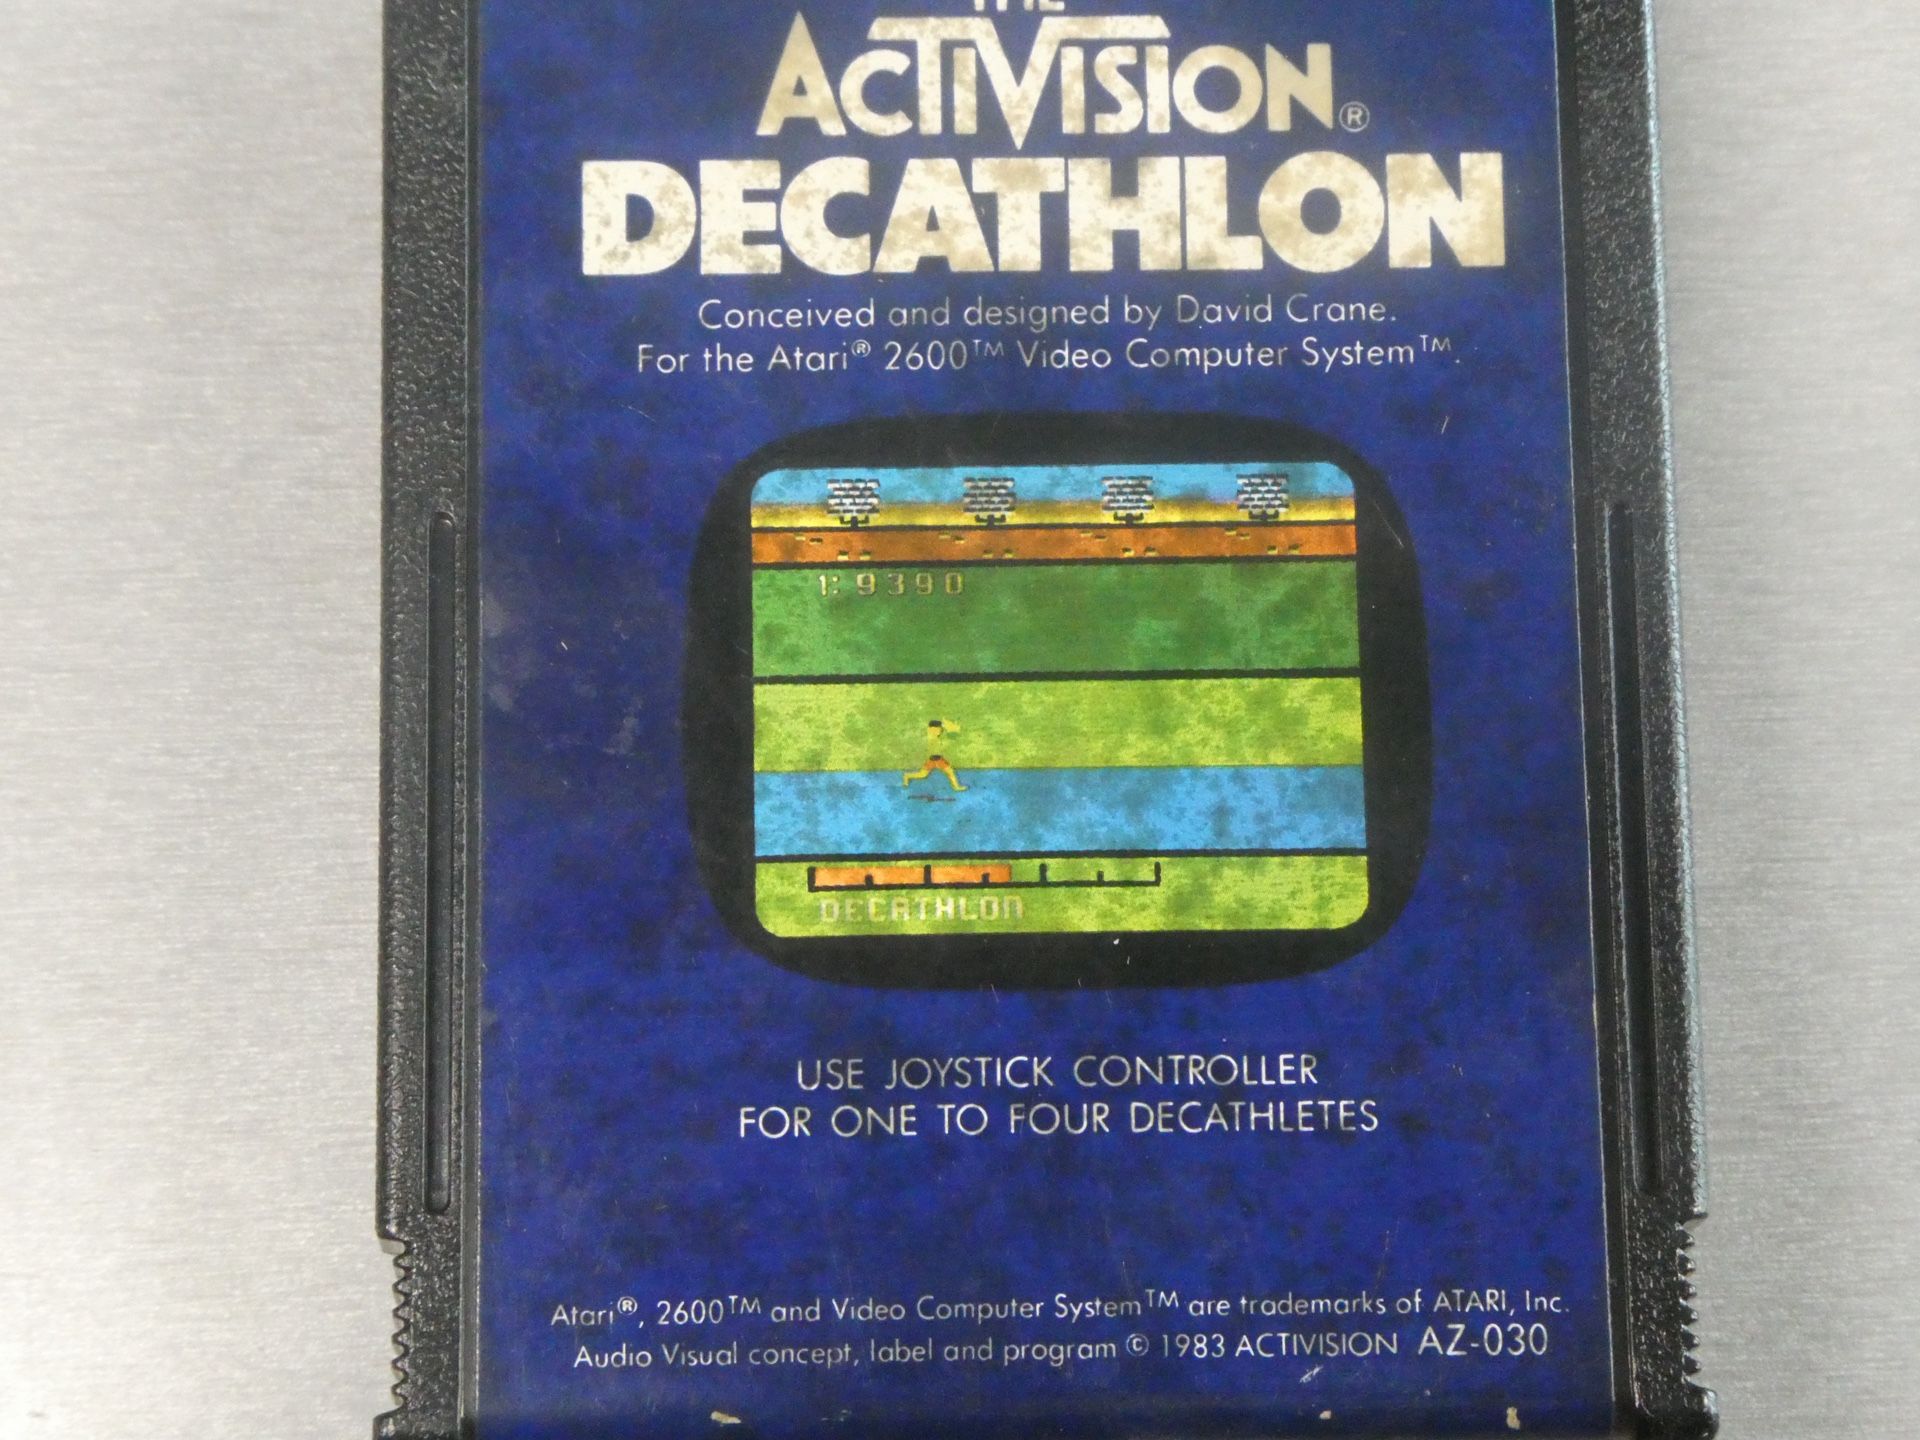 THE
ACTIVISION®
DECATHLON
Conceived and designed by David Crane.
For the Atari® 2600™ Video Computer System™.
1:9390
DECATHLON
USE JOYSTICK CONTROLLER
FOR ONE TO FOUR DECATHLETES
Atari®, 2600™ and Video Computer System™ are trademarks of ATARI, Inc.
Audio Visual concept, label and program © 1983 ACTIVISION AZ-030